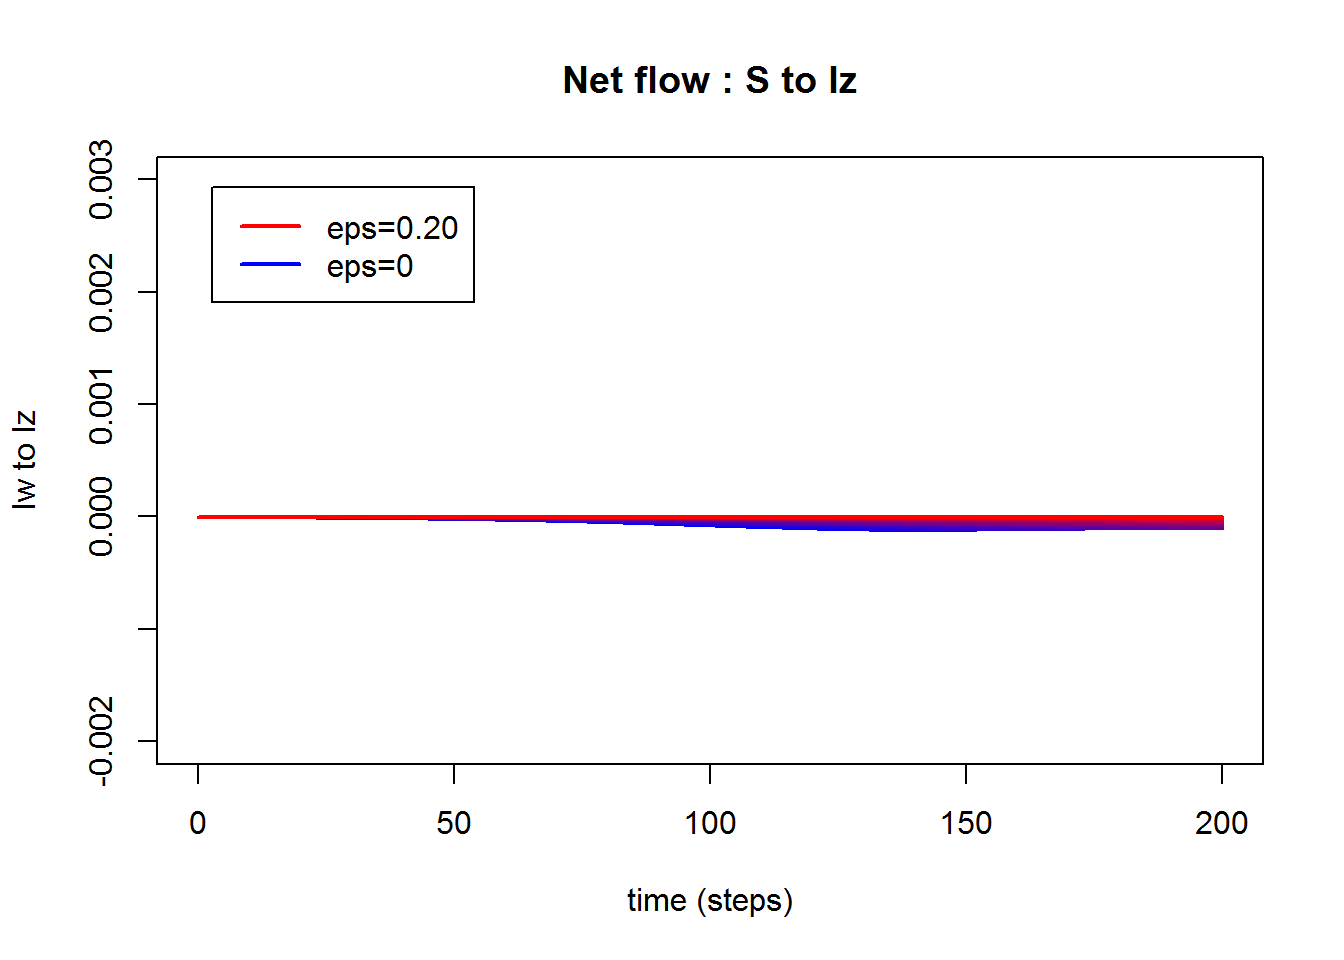 Net flow : S to Iz
eps=0.20
eps=0
Iw to Iz
0.003
0.002
0.001
0.000
-0.002
0 50 100 150 200
time (steps)